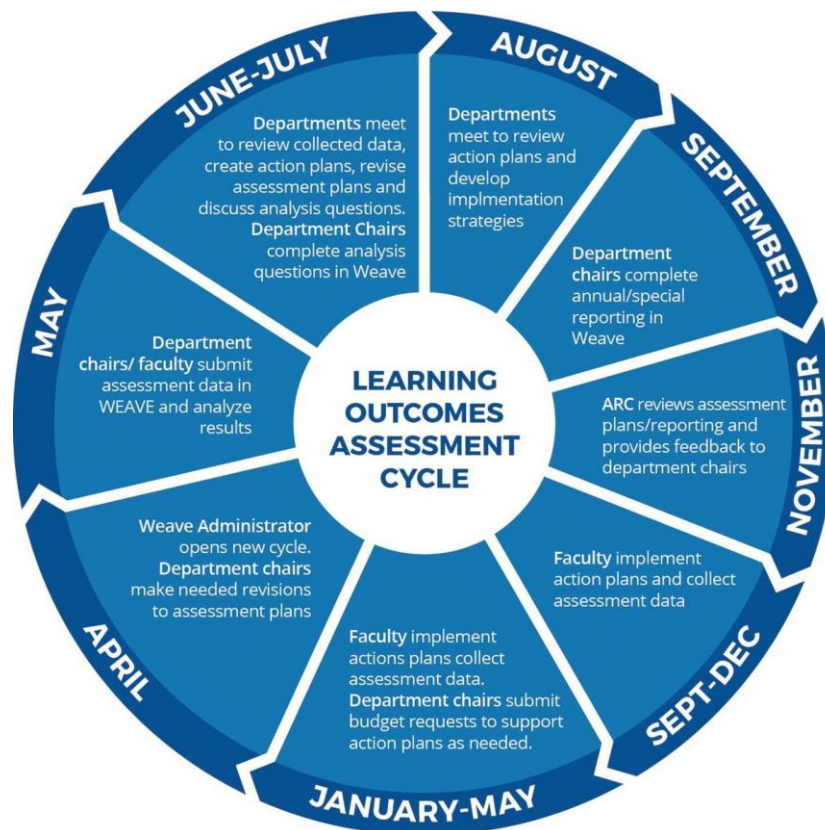 LEARNING
OUTCOMES
ASSESSMENT
CYCLE
AUGUST
Departments
meet to review
action plans and
develop
implmentation
strategies
SEPTEMBER
Department
chairs complete
annual/special
reporting in
Weave
NOVEMBER
ARC reviews assessment
plans/reporting and
provides feedback to
department chairs
SEPT-DEC
Faculty implement
action plans and collect
assessment data
JANUARY-MAY
Faculty implement
actions plans collect
assessment data.
Department chairs submit
budget requests to support
action plans as needed.
APRIL
Weave Administrator
opens new cycle.
Department chairs
make needed revisions
to assessment plans
MAY
Department
chairs/ faculty submit
assessment data in
WEAVE and analyze
results
JUNE-JULY
Departments meet
to review collected data,
create action plans, revise
assessment plans and
discuss analysis questions.
Department Chairs
complete analysis
questions in Weave